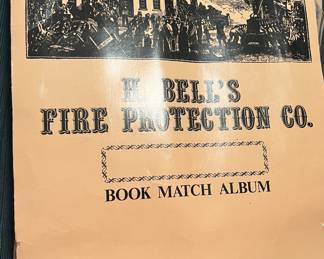 H. BELL'S
FIRE PROTECTION CO.
BOOK MATCH ALBUM